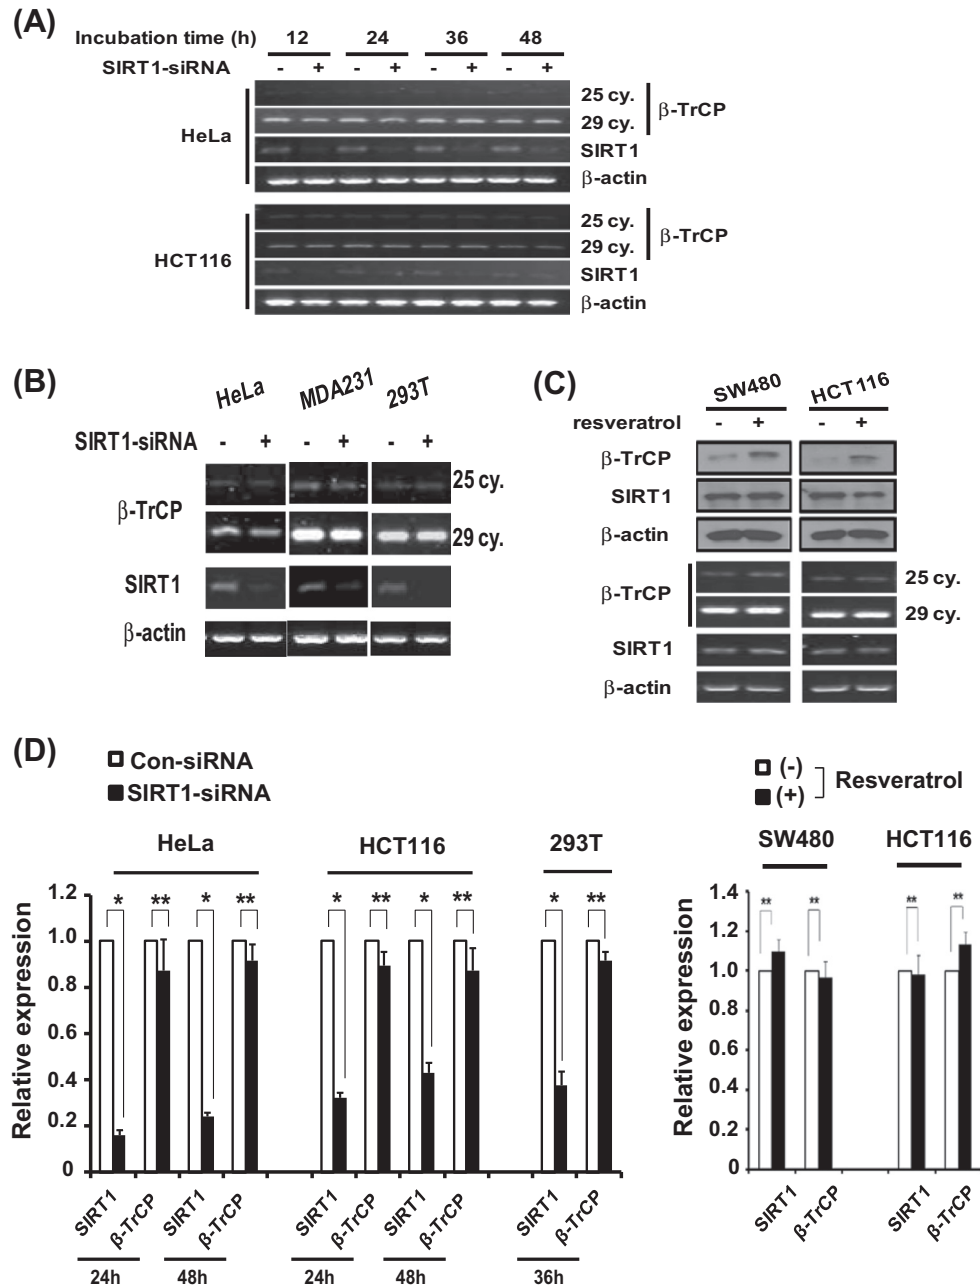 (A)
Incubation time (h) 12 24 36 48
SIRT1-siRNA - + - + - + - +
HeLa
25 cy.
29 cy.
β-TrCP
SIRT1
β-actin
HCT116
25 cy.
29 cy.
β-TrCP
SIRT1
β-actin
(B)
HeLa MDA231 293T
SIRT1-siRNA - + - + - +
β-TrCP
25 cy.
29 cy.
SIRT1
β-actin
(C)
SW480 HCT116
resveratrol - + - +
β-TrCP
SIRT1
β-actin
β-TrCP
25 cy.
29 cy.
SIRT1
β-actin
(D)
Con-siRNA
SIRT1-siRNA
HeLa HCT116 293T
Relative expression
1.2
1.0
0.8
0.6
0.4
0.2
0
* ** * ** * ** * ** * **
SIRT1 β-TrCP SIRT1 β-TrCP SIRT1 β-TrCP SIRT1 β-TrCP SIRT1 β-TrCP
24h 48h 24h 48h 36h
(-)
(+)
Resveratrol
SW480 HCT116
Relative expression
1.4
1.2
1.0
0.8
0.6
0.4
0.2
0
** ** ** **
SIRT1 β-TrCP SIRT1 β-TrCP